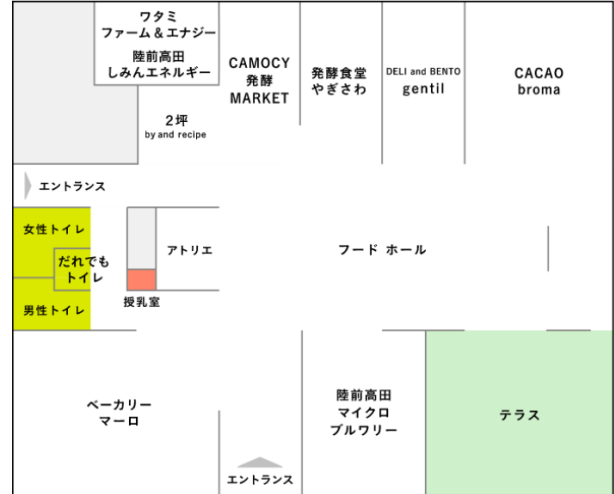 ワタミ
ファーム＆エナジー
陸前高田
しみんエネルギー
CAMOCY
発酵
MARKET
発酵食堂
やぎさわ
DELI and BENTO
gentil
CACAO
broma
2坪
by and recipe
エントランス
女性トイレ
だれでも
トイレ
男性トイレ
アトリエ
授乳室
フード ホール
ベーカリー
マーロ
陸前高田
マイクロ
ブルワリー
テラス
エントランス